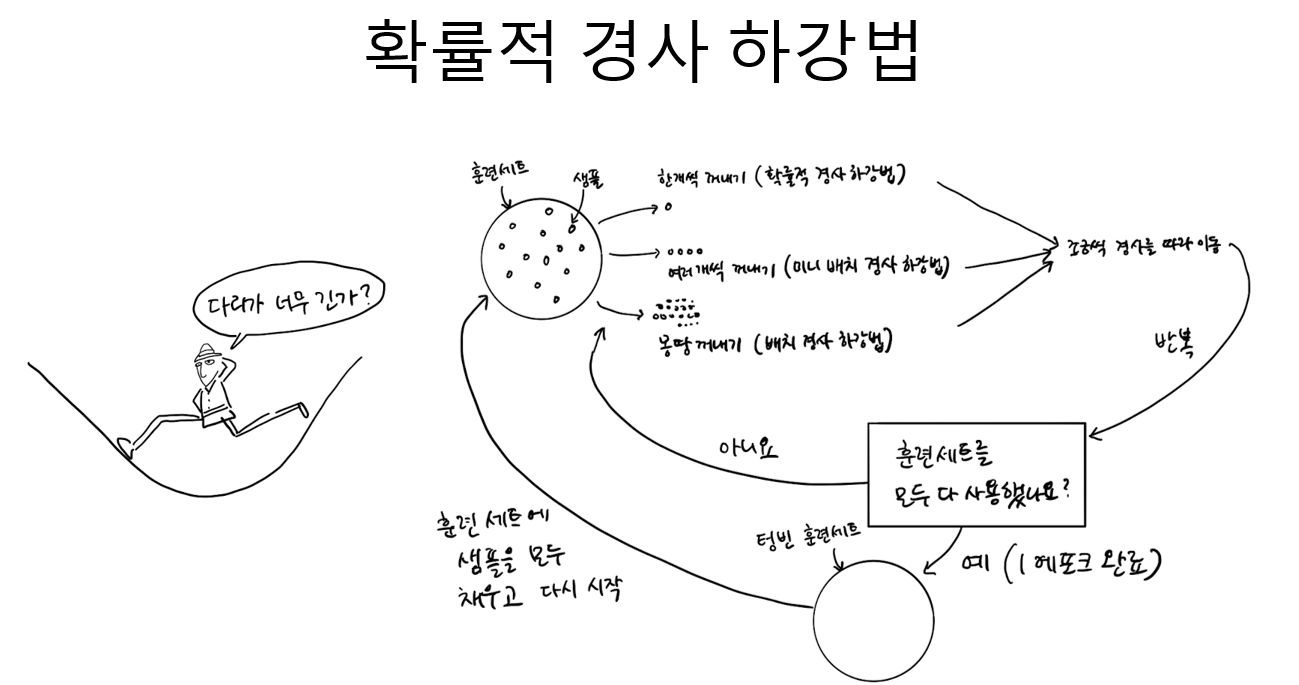 확률적 경사 하강법
훈련세트
샘플
한개씩 꺼내기 (확률적 경사 하강법)
조금씩 경사를 따라 이동
여러개씩 꺼내기 (미니 배치 경사 하강법)
다리가 너무 긴가?
몽땅 꺼내기 (배치 경사 하강법)
반복
아니요
훈련세트를
모두 다 사용했나요?
훈련 세트에
샘플을 모두
채우고 다시 시작
텅빈 훈련세트
예 (1 에포크 완료)